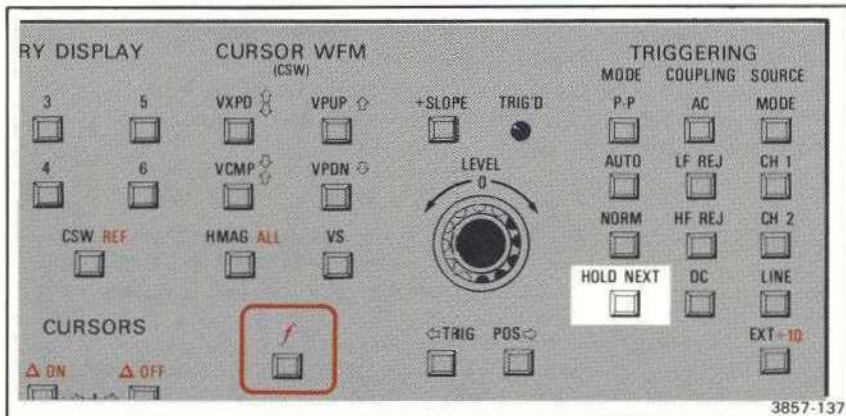 RY DISPLAY
CURSOR WFM
(CSW)
TRIGGERING
MODE COUPLING SOURCE
3 5 VXPD VPUP +SLOPE TRIG'D P-P AC MODE
4 6 VCMP VPDN LEVEL AUTO LF REJ CH 1
0
CSW REF HMAG ALL VS NORM HF REJ CH 2
HOLD NEXT DC LINE
CURSORS f ⇦TRIG POS⇨ EXT÷10
Δ ON Δ OFF
3857-137